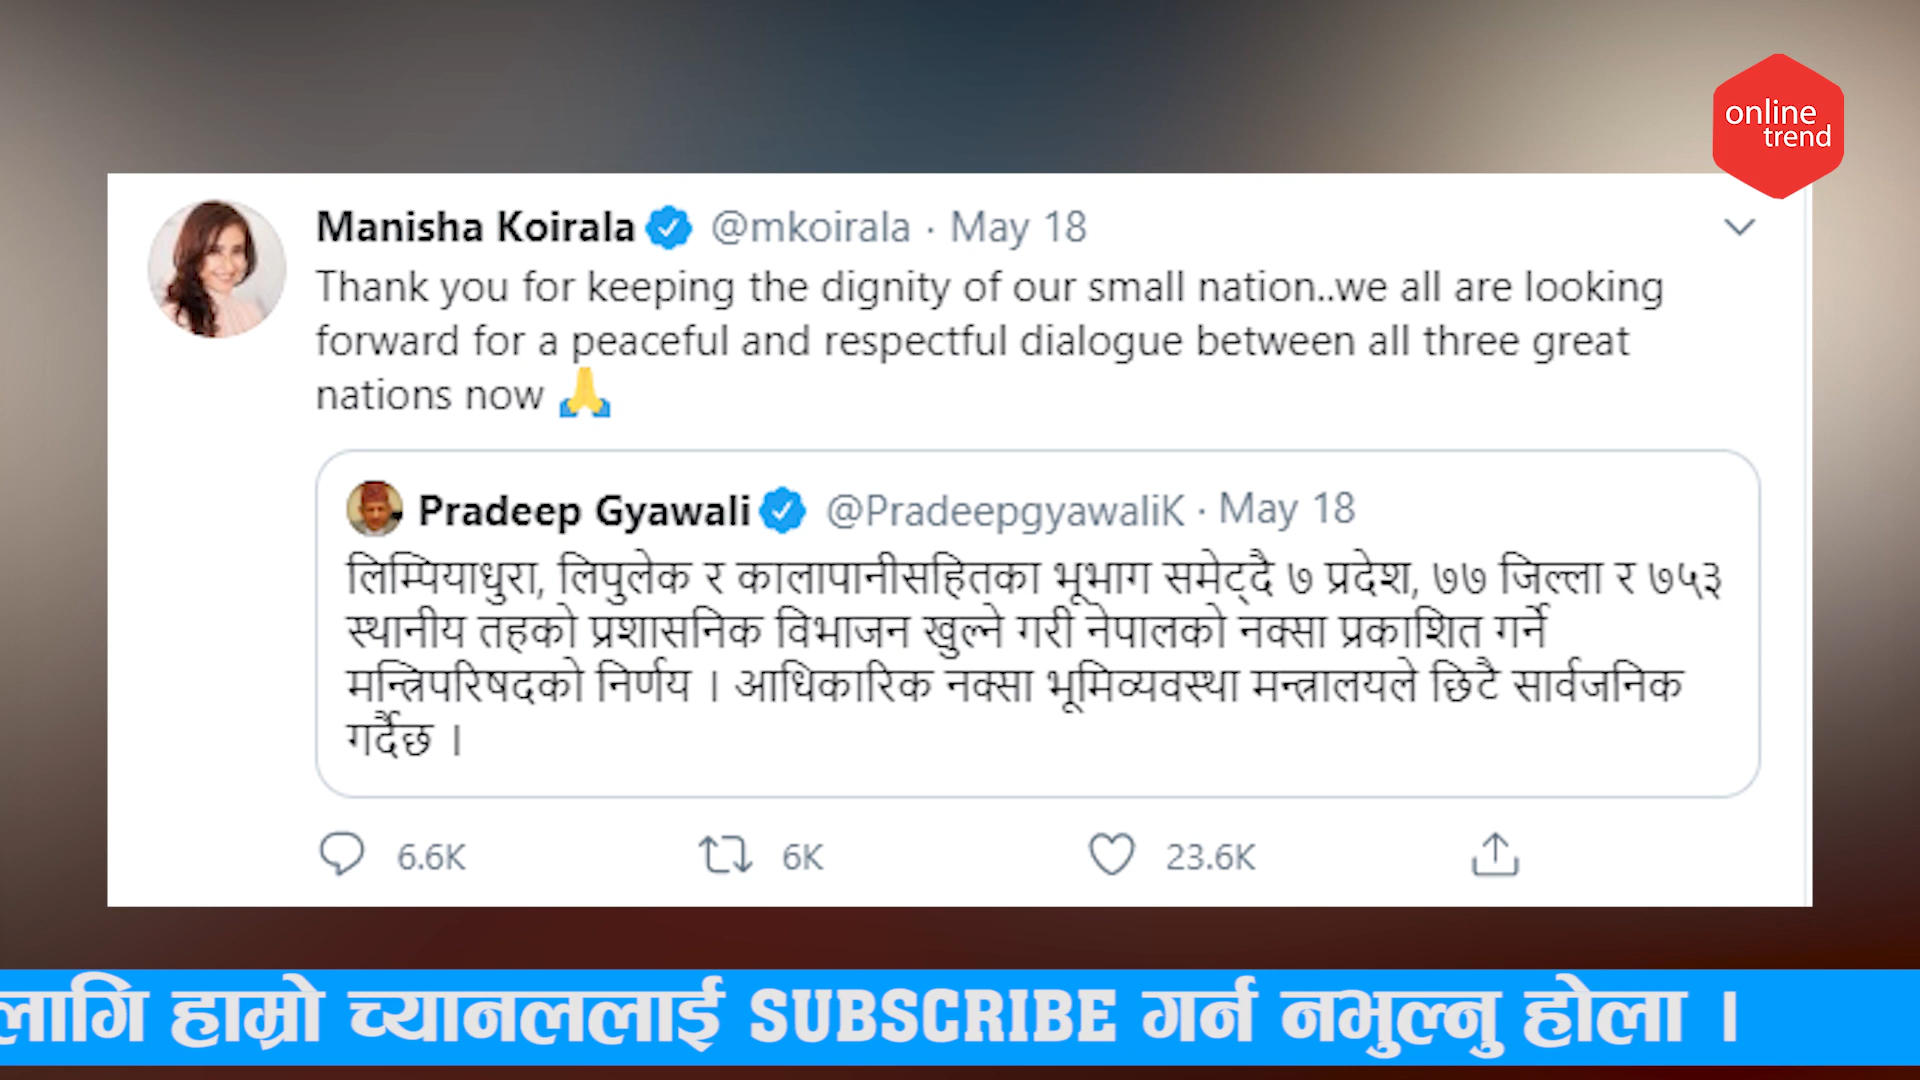 online
trend
Manisha Koirala @mkoirala · May 18
Thank you for keeping the dignity of our small nation..we all are looking
forward for a peaceful and respectful dialogue between all three great
nations now 🙏
Pradeep Gyawali @PradeepgyawaliK · May 18
लिम्पियाधुरा, लिपुलेक र कालापानीसहितका भूभाग समेट्दै ७ प्रदेश, ७७ जिल्ला र ७५३
स्थानीय तहको प्रशासनिक विभाजन खुल्ने गरी नेपालको नक्सा प्रकाशित गर्ने
मन्त्रिपरिषदको निर्णय । आधिकारिक नक्सा भूमिव्यवस्था मन्त्रालयले छिटै सार्वजनिक
गर्दैछ ।
6.6K 6K 23.6K
लागि हाम्रो च्यानललाई SUBSCRIBE गर्न नभुल्नु होला ।